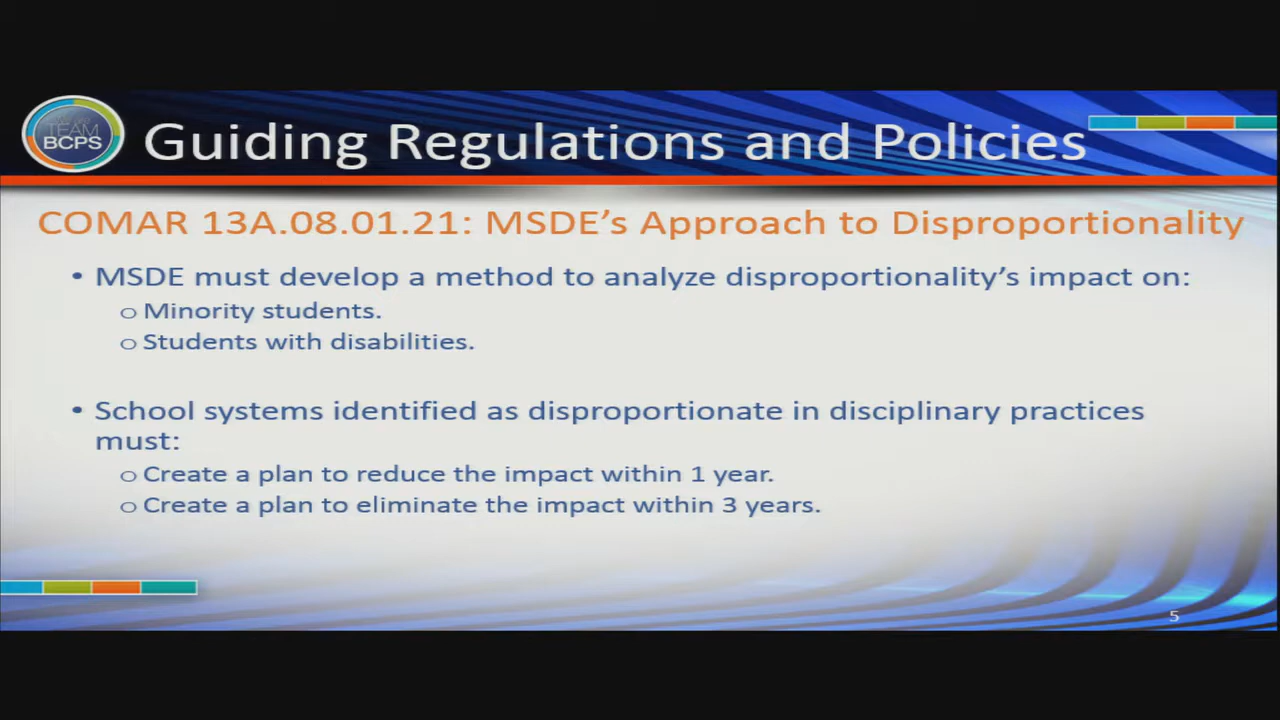 TEAM
BCPS
Guiding Regulations and Policies
COMAR 13A.08.01.21: MSDE’s Approach to Disproportionality
• MSDE must develop a method to analyze disproportionality’s impact on:
o Minority students.
o Students with disabilities.
• School systems identified as disproportionate in disciplinary practices
must:
o Create a plan to reduce the impact within 1 year.
o Create a plan to eliminate the impact within 3 years.
5